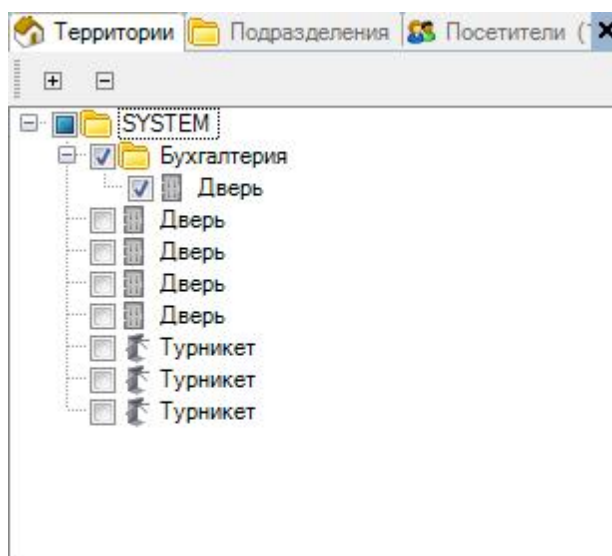 Территории Подразделения Посетители (
SYSTEM
Бухгалтерия
Дверь
Дверь
Дверь
Дверь
Дверь
Турникет
Турникет
Турникет